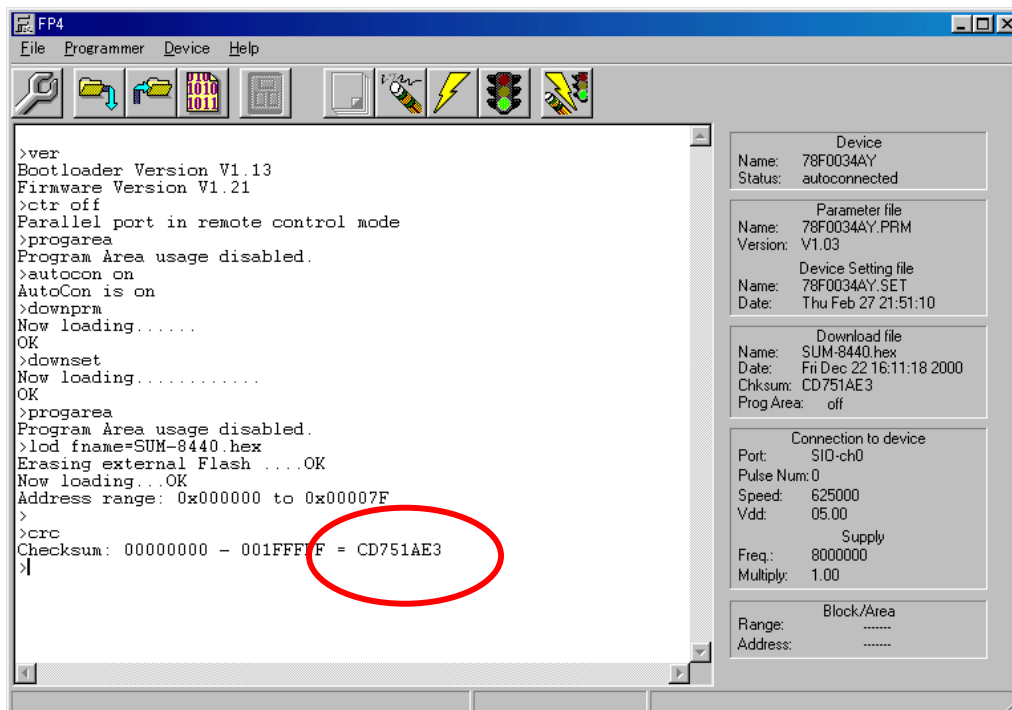 FP4
File Programmer Device Help
>ver
Bootloader Version V1.13
Firmware Version V1.21
>ctr off
Parallel port in remote control mode
>progarea
Program Area usage disabled.
>autocon on
AutoCon is on
>downprm
Now loading......
OK
>downset
Now loading............
OK
>progarea
Program Area usage disabled.
>lod fname=SUM-8440.hex
Erasing external Flash ....OK
Now loading...OK
Address range: 0x000000 to 0x00007F
>
>crc
Checksum: 00000000 - 001FFFFF = CD751AE3
>
Device
Name: 78F0034AY
Status: autoconnected
Parameter file
Name: 78F0034AY.PRM
Version: V1.03
Device Setting file
Name: 78F0034AY.SET
Date: Thu Feb 27 21:51:10
Download file
Name: SUM-8440.hex
Date: Fri Dec 22 16:11:18 2000
Chksum: CD751AE3
Prog Area: off
Connection to device
Port: SIO-ch0
Pulse Num: 0
Speed: 625000
Vdd: 05.00
Supply
Freq.: 8000000
Multiply: 1.00
Block/Area
Range: -------
Address: -------